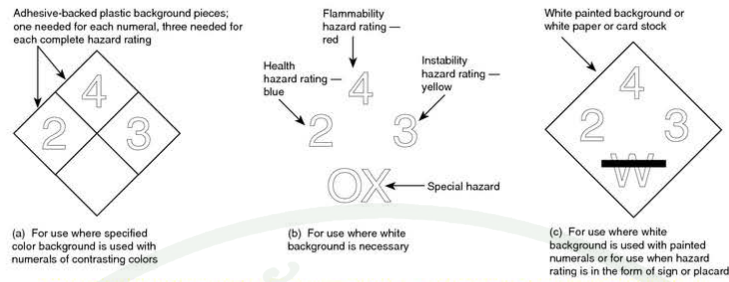 Adhesive-backed plastic background pieces;
one needed for each numeral, three needed for
each complete hazard rating
4
2 3
(a) For use where specified
color background is used with
numerals of contrasting colors
Flammability
hazard rating —
red
Health
hazard rating —
blue
Instability
hazard rating —
yellow
4
2 3
OX
Special hazard
(b) For use where white
background is necessary
White painted background or
white paper or card stock
4
2 3
W
(c) For use where white
background is used with painted
numerals or for use when hazard
rating is in the form of sign or placard